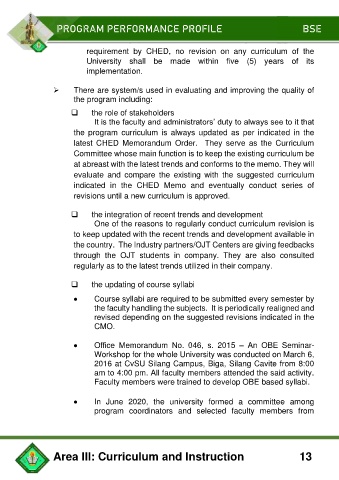 PROGRAM PERFORMANCE PROFILE BSE
requirement by CHED, no revision on any curriculum of the
University shall be made within five (5) years of its
implementation.
➢ There are system/s used in evaluating and improving the quality of
the program including:
❑ the role of stakeholders
It is the faculty and administrators' duty to always see to it that
the program curriculum is always updated as per indicated in the
latest CHED Memorandum Order. They serve as the Curriculum
Committee whose main function is to keep the existing curriculum be
at abreast with the latest trends and conforms to the memo. They will
evaluate and compare the existing with the suggested curriculum
indicated in the CHED Memo and eventually conduct series of
revisions until a new curriculum is approved.
❑ the integration of recent trends and development
One of the reasons to regularly conduct curriculum revision is
to keep updated with the recent trends and development available in
the country. The Industry partners/OJT Centers are giving feedbacks
through the OJT students in company. They are also consulted
regularly as to the latest trends utilized in their company.
❑ the updating of course syllabi
• Course syllabi are required to be submitted every semester by
the faculty handling the subjects. It is periodically realigned and
revised depending on the suggested revisions indicated in the
CMO.
• Office Memorandum No. 046, s. 2015 – An OBE Seminar-
Workshop for the whole University was conducted on March 6,
2016 at CvSU Silang Campus, Biga, Silang Cavite from 8:00
am to 4:00 pm. All faculty members attended the said activity.
Faculty members were trained to develop OBE based syllabi.
• In June 2020, the university formed a committee among
program coordinators and selected faculty members from
Area III: Curriculum and Instruction 13